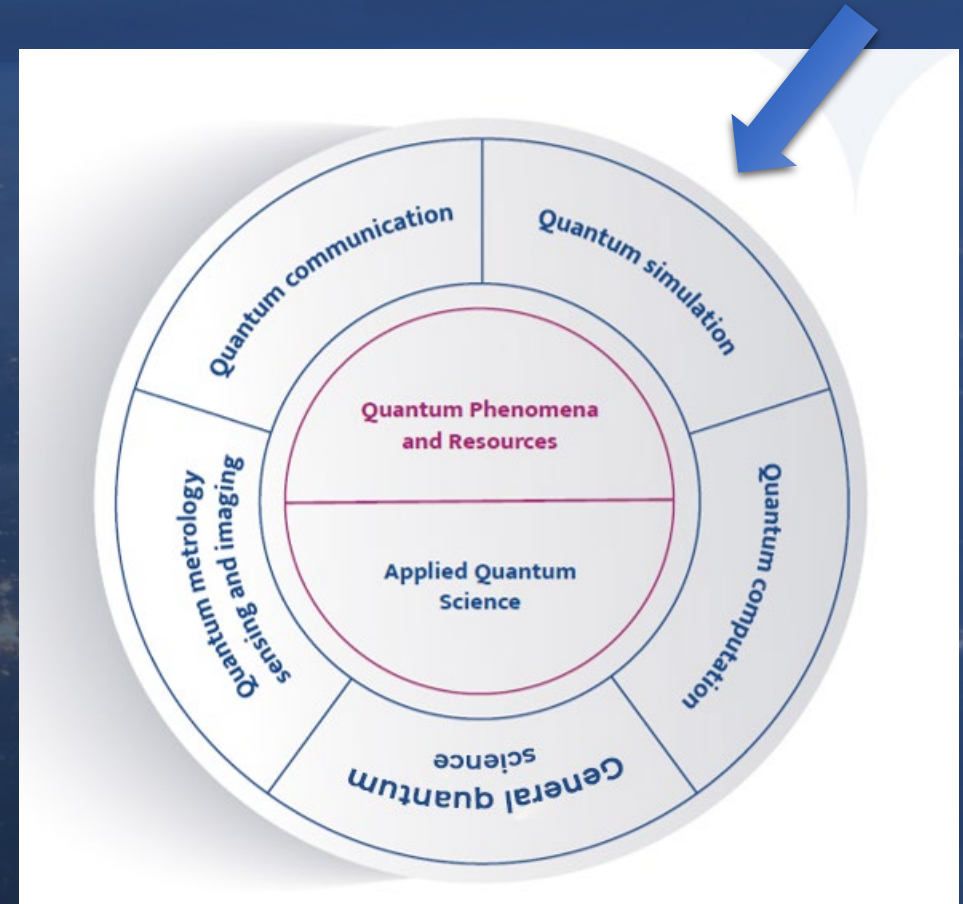 Quantum communication
Quantum simulation
Quantum Phenomena
and Resources
Applied Quantum
Science
Quantum metrology
sensing and imaging
Quantum computation
General quantum
science